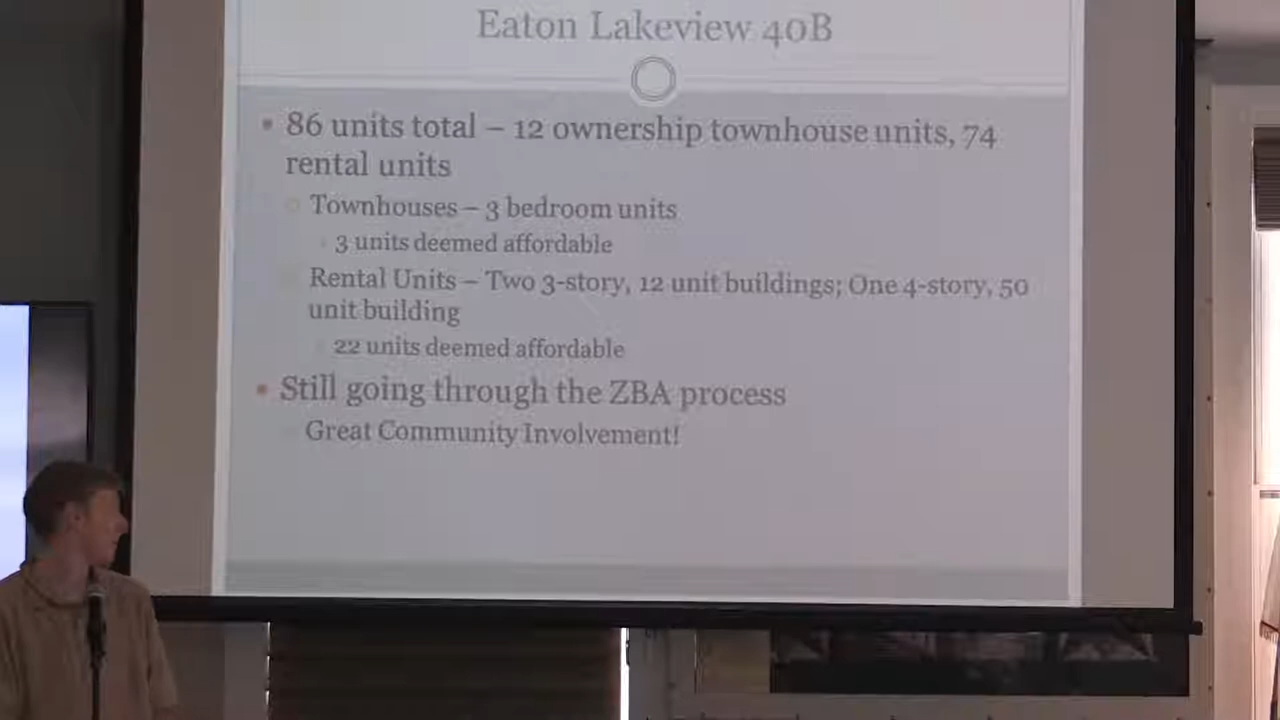 Eaton Lakeview 40B
86 units total – 12 ownership townhouse units, 74
rental units
Townhouses – 3 bedroom units
3 units deemed affordable
Rental Units – Two 3-story, 12 unit buildings; One 4-story, 50
unit building
22 units deemed affordable
Still going through the ZBA process
Great Community Involvement!